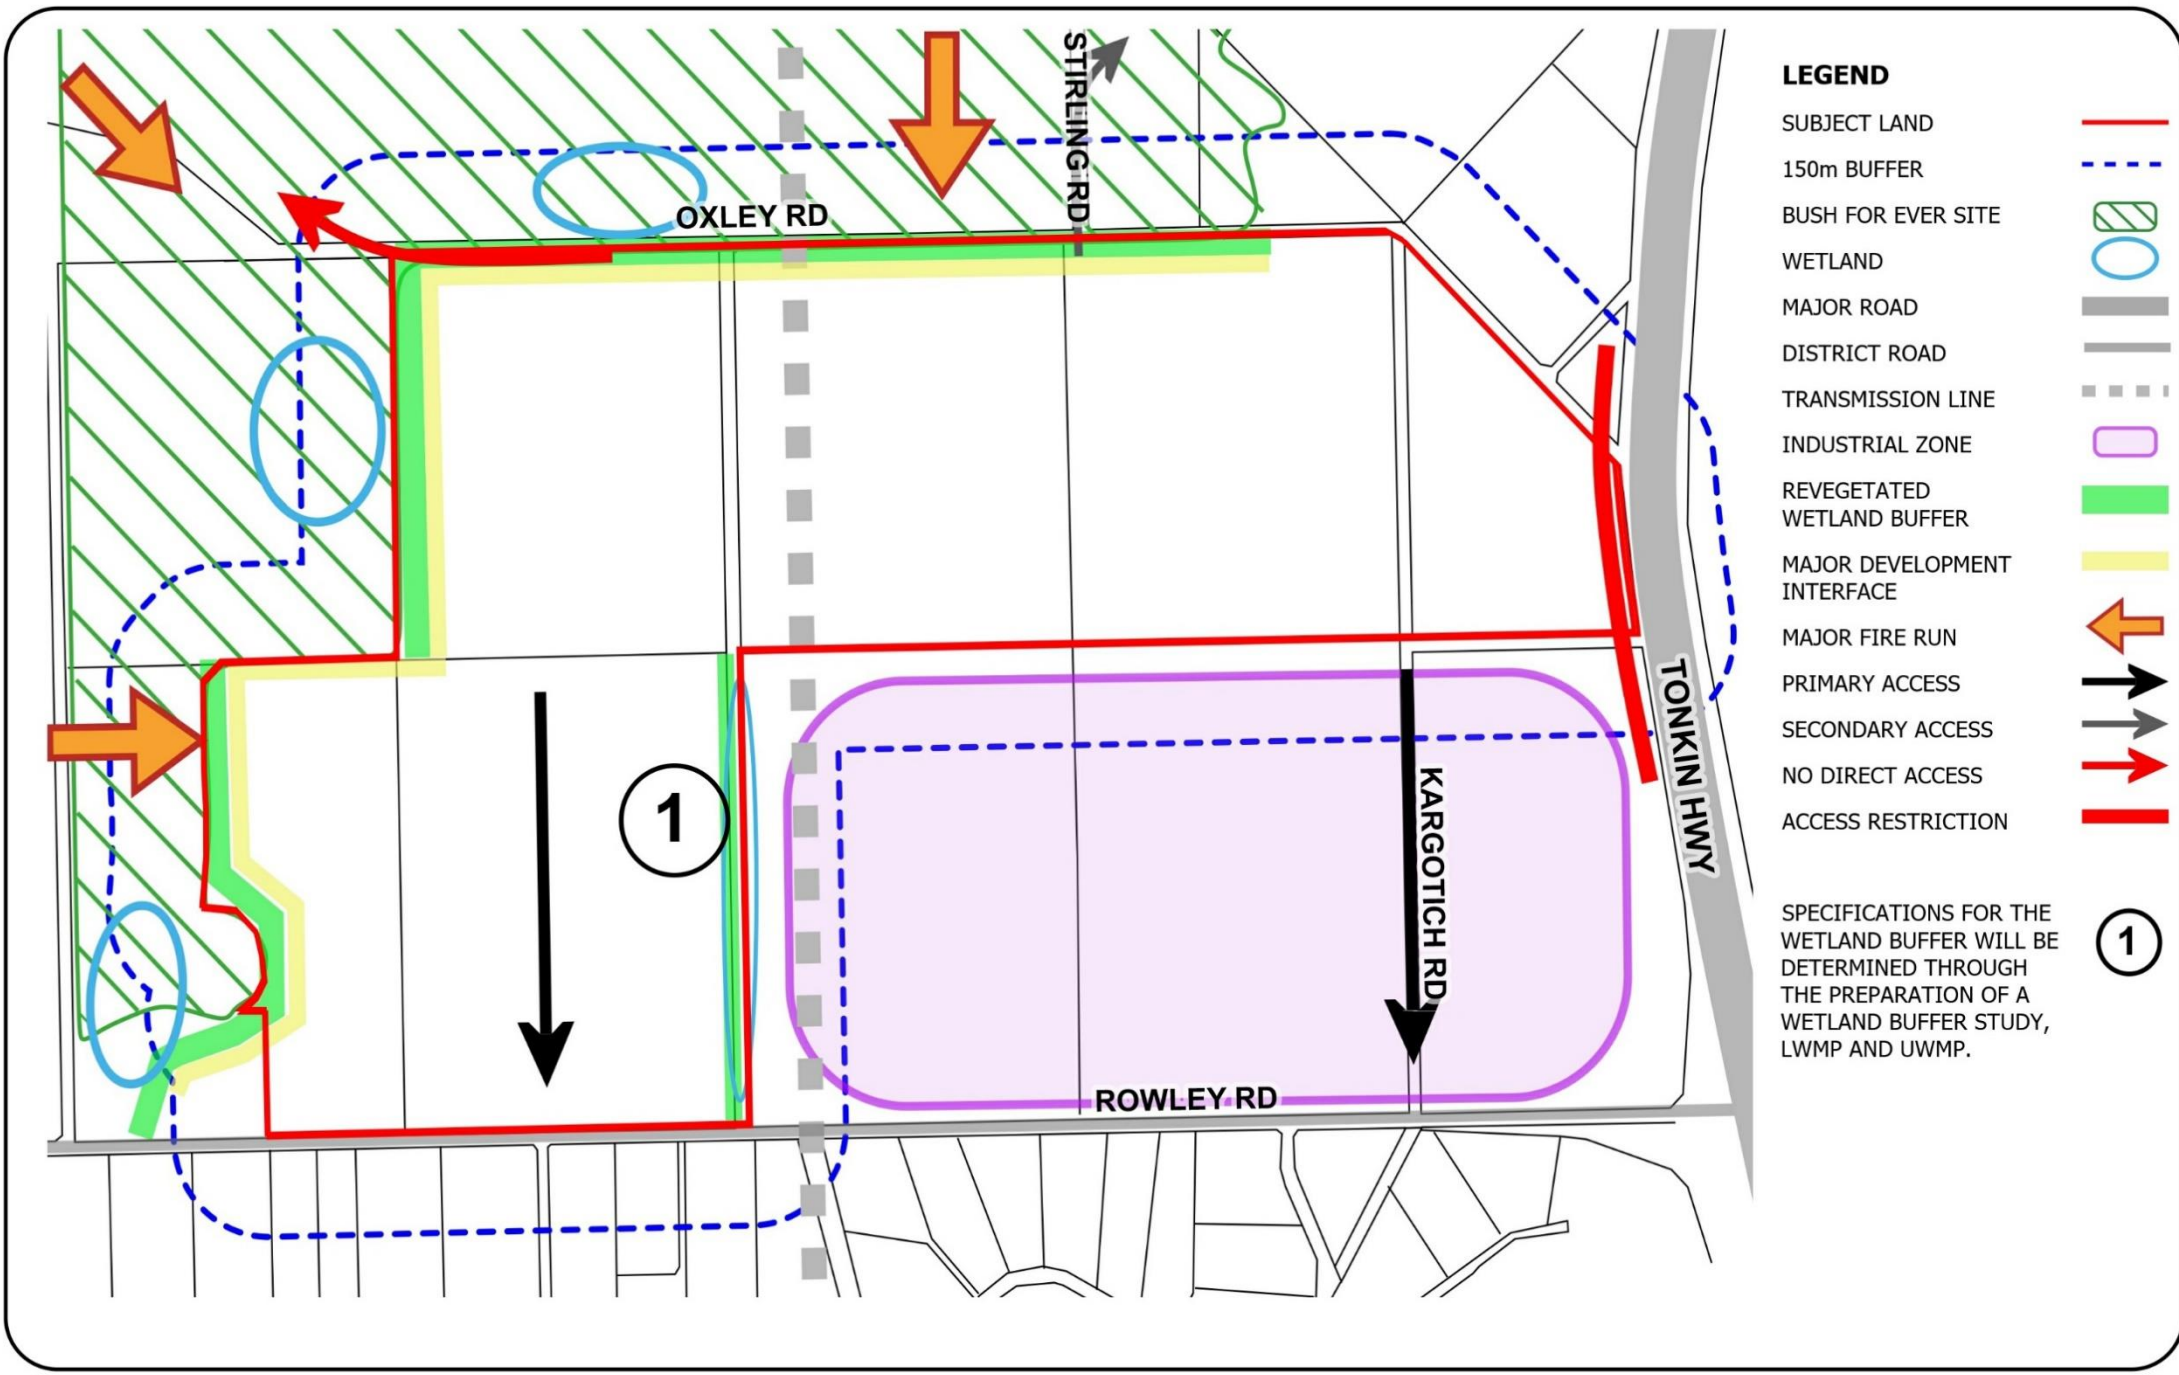 STIRLING RD
OXLEY RD
1
KARGOTICH RD
TONKIN HWY
ROWLEY RD
LEGEND
SUBJECT LAND
150m BUFFER
BUSH FOR EVER SITE
WETLAND
MAJOR ROAD
DISTRICT ROAD
TRANSMISSION LINE
INDUSTRIAL ZONE
REVEGETATED
WETLAND BUFFER
MAJOR DEVELOPMENT
INTERFACE
MAJOR FIRE RUN
PRIMARY ACCESS
SECONDARY ACCESS
NO DIRECT ACCESS
ACCESS RESTRICTION
SPECIFICATIONS FOR THE
WETLAND BUFFER WILL BE
DETERMINED THROUGH
THE PREPARATION OF A
WETLAND BUFFER STUDY,
LWMP AND UWMP.
1